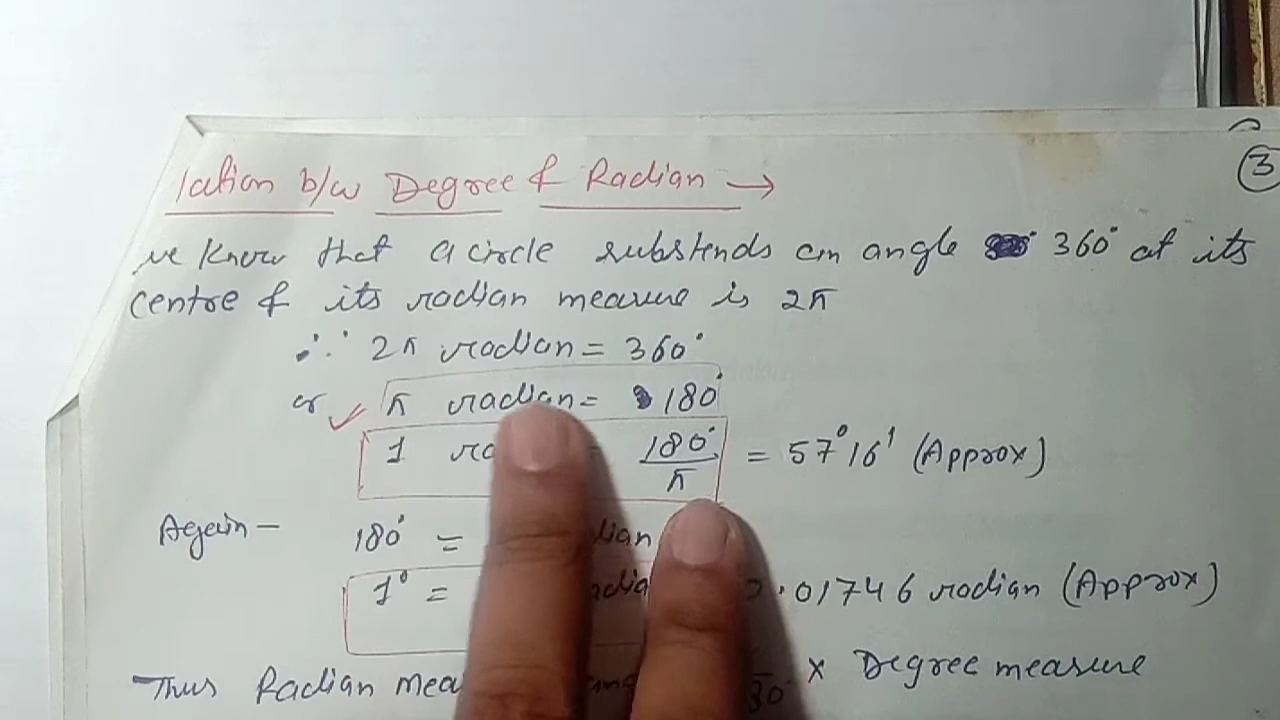 lation b/w Degree & Radian →
③
we know that a circle substends an angle 360° at its
centre & its radian measure is 2π
∴ 2π radian = 360°
or ✓ π radian = 180°
1 = 180°/π = 57°16' (Approx)
Again - 180° =
1° = .01746 radian (Approx)
Thus Radian × Degree measure